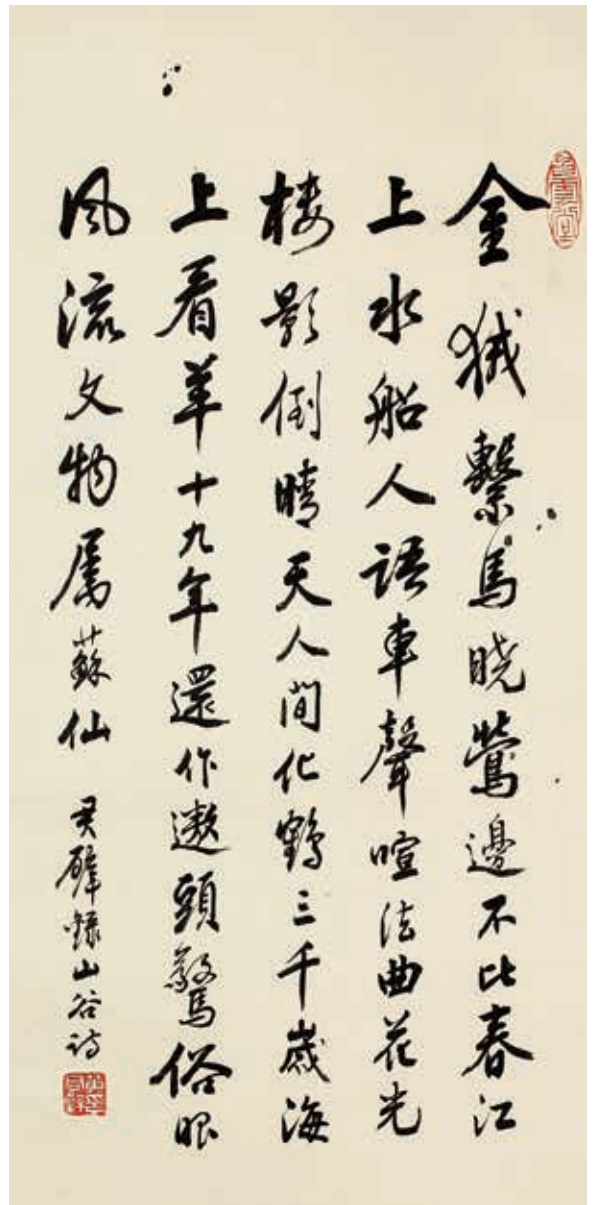 金狨繫馬曉鶯邊不比春江
上水船人語車聲喧法曲花光
樓影倒晴天人間化鶴三千歲海
上看羊十九年還作遨頭驚俗眼
風流文物屬蘇仙
君璧錄山谷詩